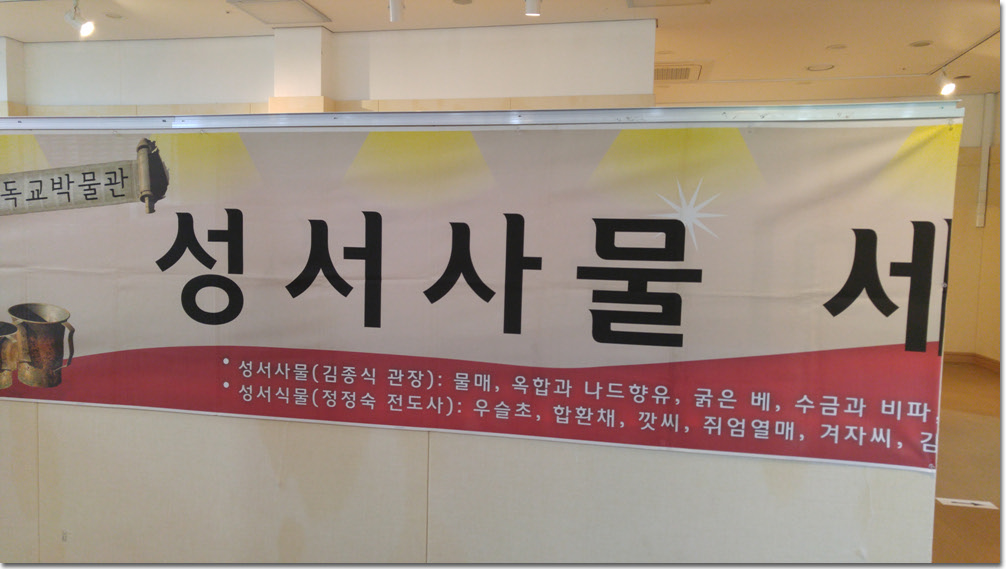 독교박물관
성서사물 세
• 성서사물(김종식 관장): 물매, 옥합과 나드향유, 굵은 베, 수금과 비파,
• 성서식물(정정숙 전도사): 우슬초, 합환채, 깟씨, 쥐엄열매, 겨자씨,